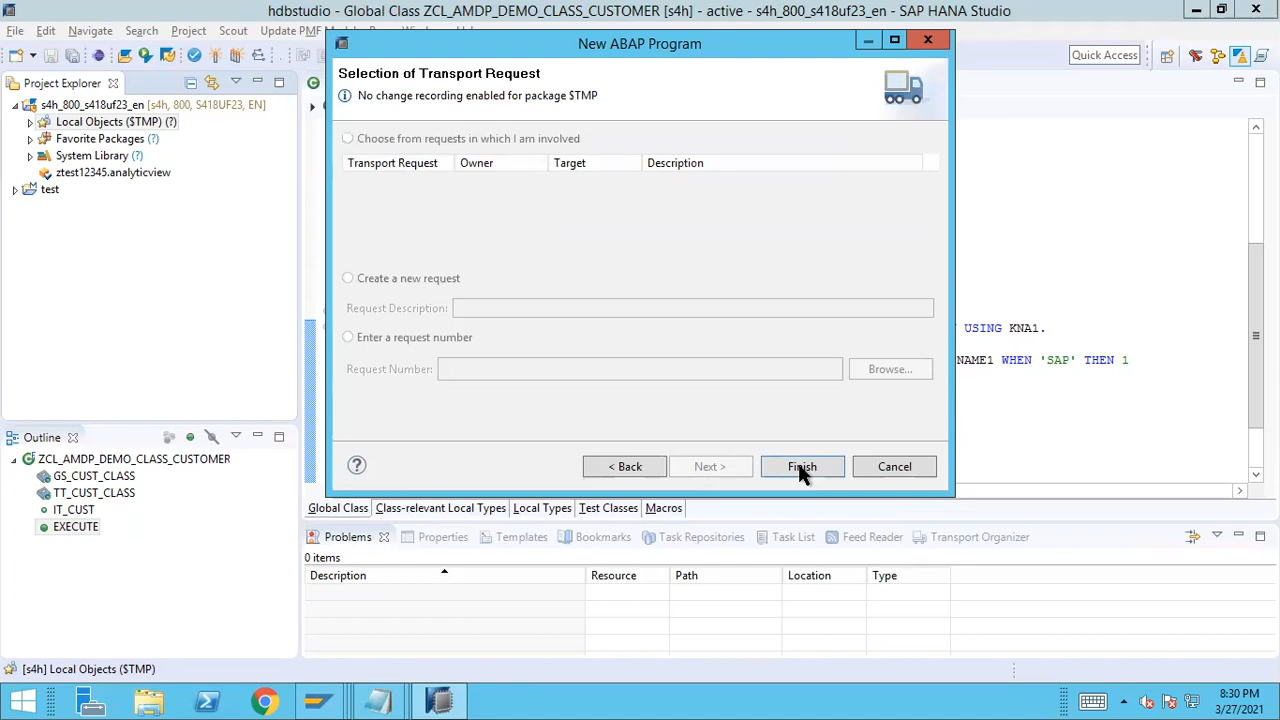 hdbstudio - Global Class ZCL_AMDP_DEMO_CLASS_CUSTOMER [s4h] - active - s4h_800_s418uf23_en - SAP HANA Studio
File Edit Navigate Search Project Scout Update PMF
Quick Access
Project Explorer
s4h_800_s418uf23_en [s4h, 800, S418UF23, EN]
Local Objects ($TMP) (?)
Favorite Packages (?)
System Library (?)
ztest12345.analyticview
test
New ABAP Program
Selection of Transport Request
No change recording enabled for package $TMP
Choose from requests in which I am involved
Transport Request Owner Target Description
Create a new request
Request Description:
Enter a request number
Request Number: Browse...
? < Back Next > Finish Cancel
USING KNA1.
NAME1 WHEN 'SAP' THEN 1
Outline
ZCL_AMDP_DEMO_CLASS_CUSTOMER
GS_CUST_CLASS
TT_CUST_CLASS
IT_CUST
EXECUTE
Global Class Class-relevant Local Types Local Types Test Classes Macros
Problems Properties Templates Bookmarks Task Repositories Task List Feed Reader Transport Organizer
0 items
Description Resource Path Location Type
[s4h] Local Objects ($TMP)
8:30 PM
3/27/2021